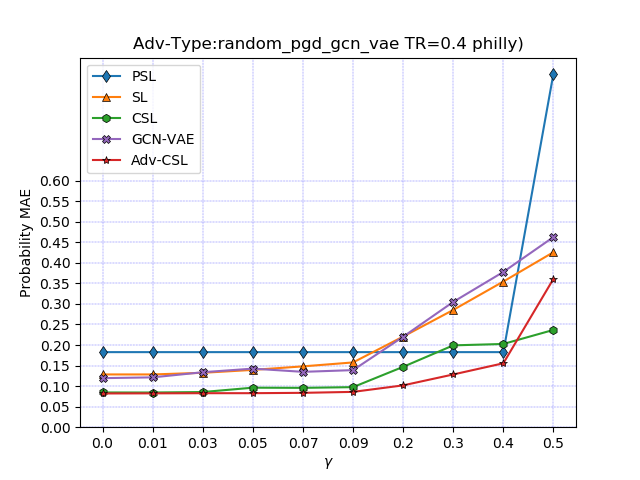 Adv-Type:random_pgd_gcn_vae TR=0.4 philly)
PSL
SL
CSL
GCN-VAE
Adv-CSL
0.60
0.55
0.50
0.45
0.40
0.35
0.30
0.25
0.20
0.15
0.10
0.05
0.00
Probability MAE
0.0 0.01 0.03 0.05 0.07 0.09 0.2 0.3 0.4 0.5
γ